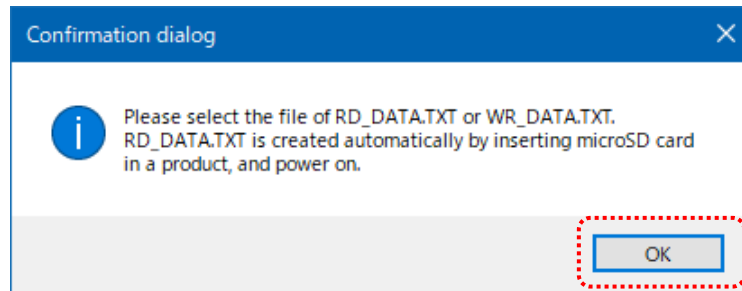 Confirmation dialog
Please select the file of RD_DATA.TXT or WR_DATA.TXT.
RD_DATA.TXT is created automatically by inserting microSD card
in a product, and power on.
OK